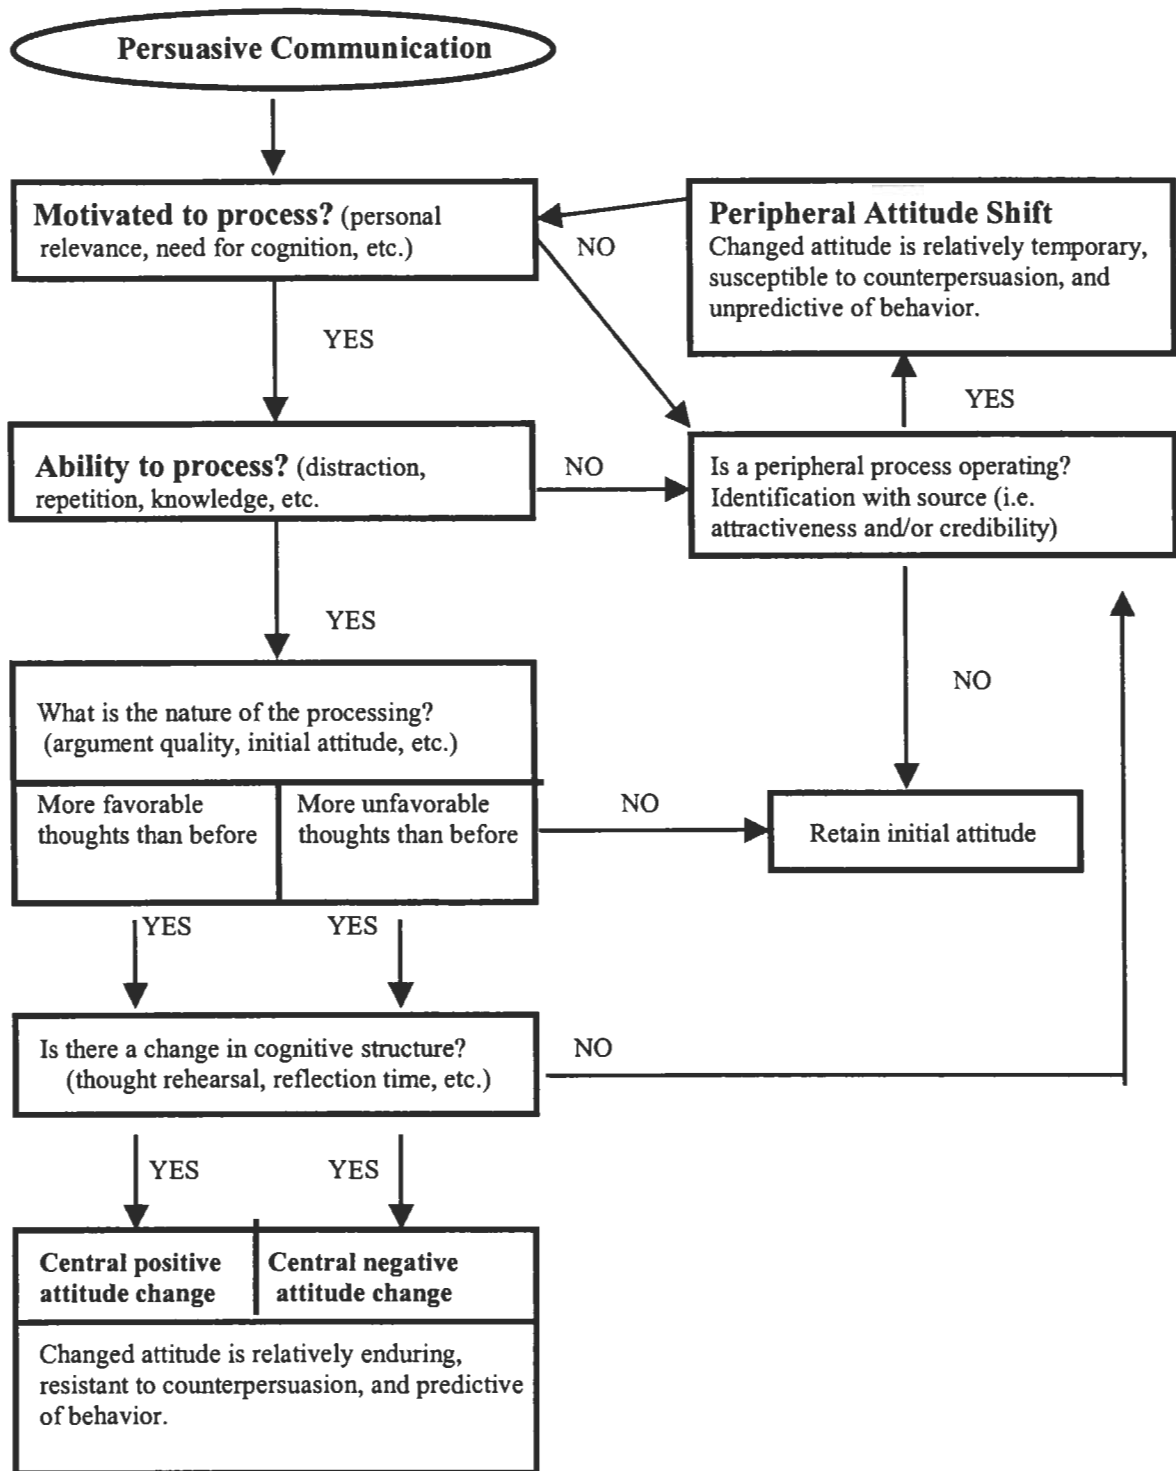 Persuasive Communication
Motivated to process? (personal
relevance, need for cognition, etc.)
NO
Peripheral Attitude Shift
Changed attitude is relatively temporary,
susceptible to counterpersuasion, and
unpredictive of behavior.
YES
YES
Ability to process? (distraction,
repetition, knowledge, etc.
NO
Is a peripheral process operating?
Identification with source (i.e.
attractiveness and/or credibility)
YES
NO
What is the nature of the processing?
(argument quality, initial attitude, etc.)
More favorable
thoughts than before
More unfavorable
thoughts than before
NO
Retain initial attitude
YES
YES
Is there a change in cognitive structure?
(thought rehearsal, reflection time, etc.)
NO
YES
YES
Central positive
attitude change
Central negative
attitude change
Changed attitude is relatively enduring,
resistant to counterpersuasion, and predictive
of behavior.